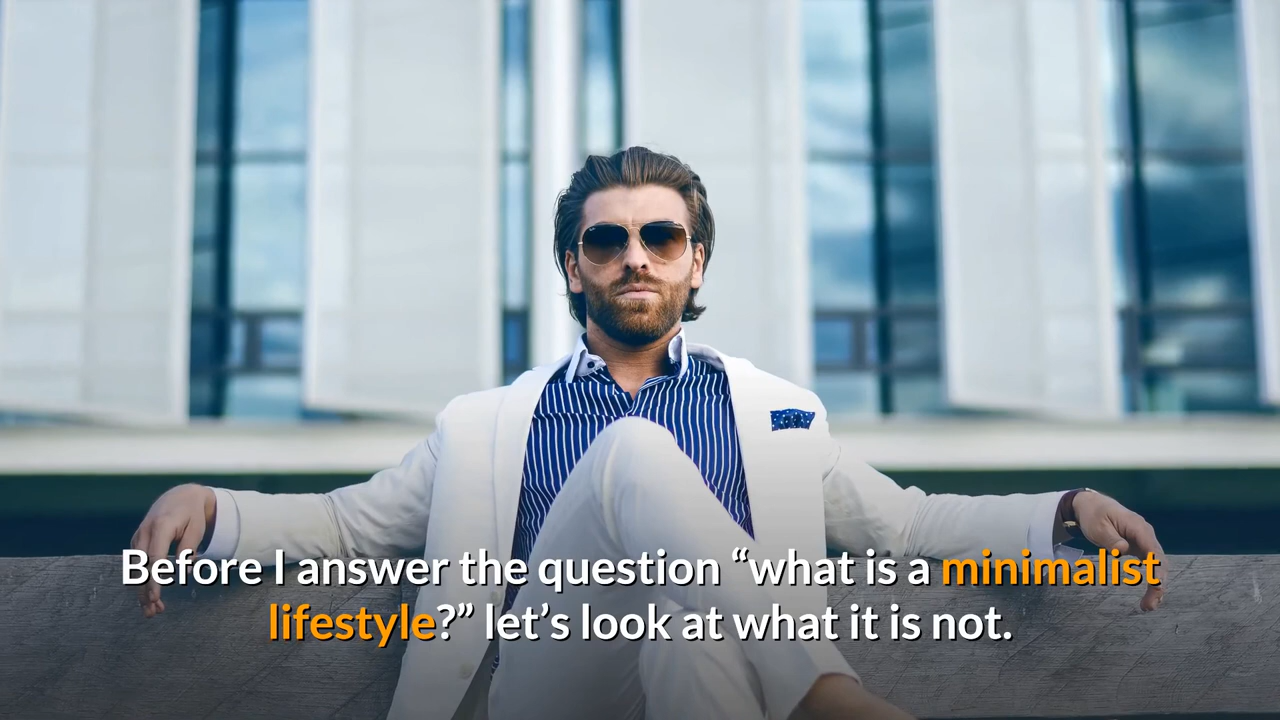 Before I answer the question “what is a minimalist
lifestyle?” let’s look at what it is not.